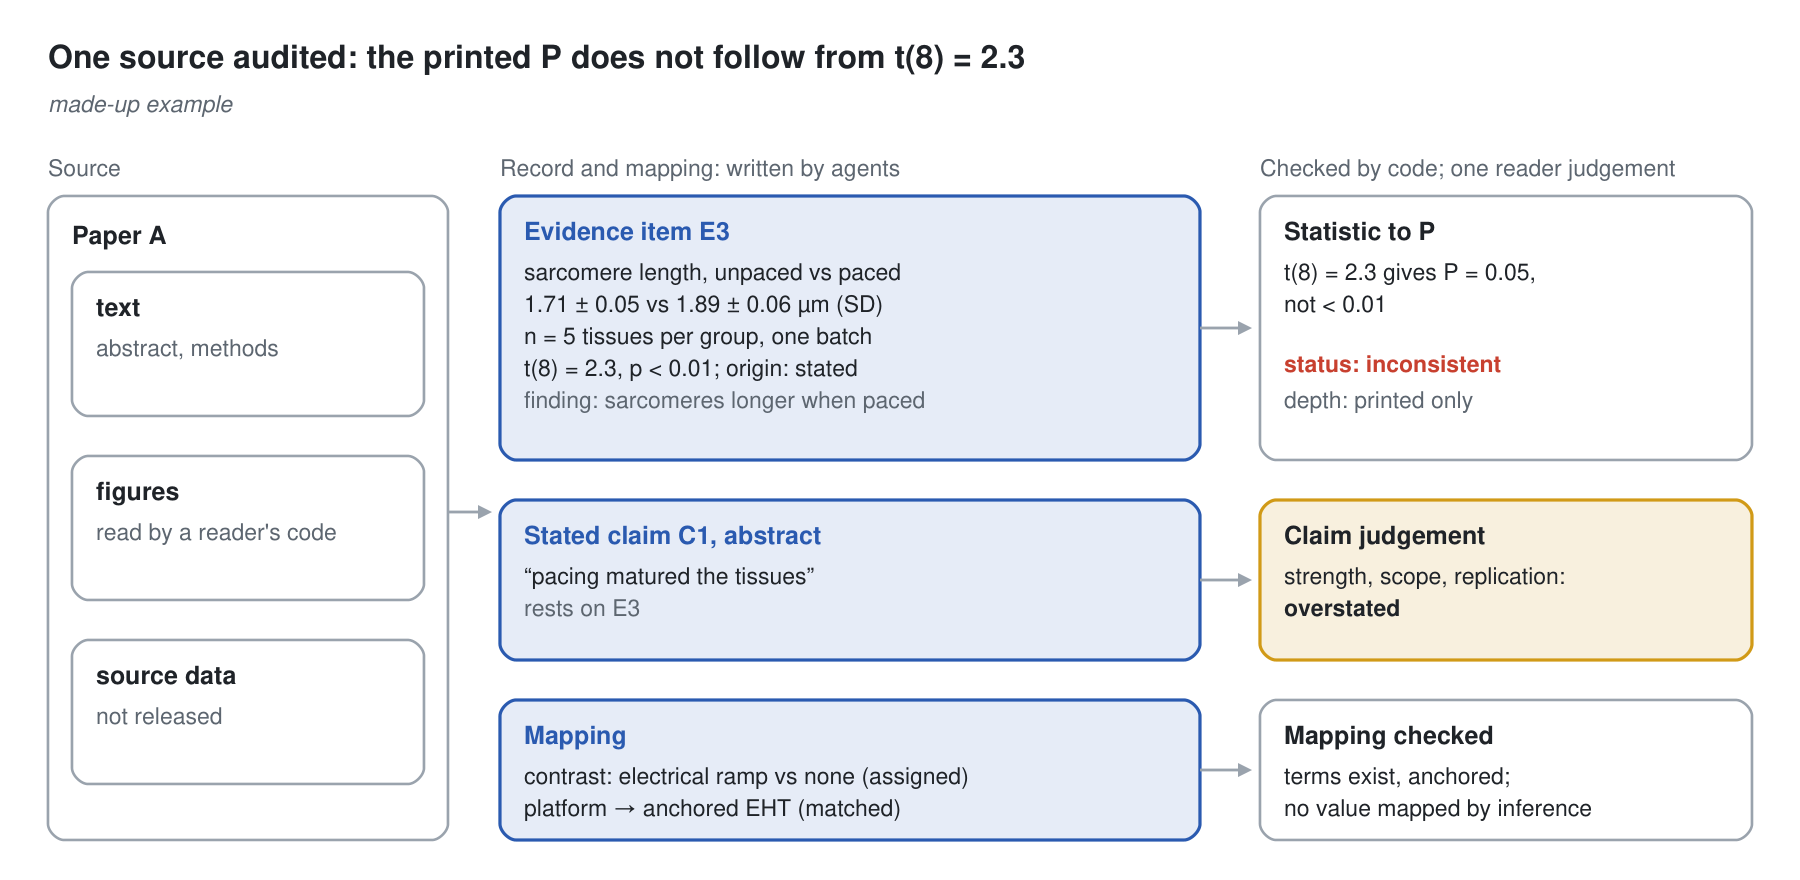 One source audited: the printed P does not follow from t(8) = 2.3
made-up example
Source
Paper A
text
abstract, methods
figures
read by a reader's code
source data
not released
Record and mapping: written by agents
Evidence item E3
sarcomere length, unpaced vs paced
1.71 ± 0.05 vs 1.89 ± 0.06 µm (SD)
n = 5 tissues per group, one batch
t(8) = 2.3, p < 0.01; origin: stated
finding: sarcomeres longer when paced
Stated claim C1, abstract
“pacing matured the tissues”
rests on E3
Mapping
contrast: electrical ramp vs none (assigned)
platform → anchored EHT (matched)
Checked by code; one reader judgement
Statistic to P
t(8) = 2.3 gives P = 0.05,
not < 0.01
status: inconsistent
depth: printed only
Claim judgement
strength, scope, replication:
overstated
Mapping checked
terms exist, anchored;
no value mapped by inference